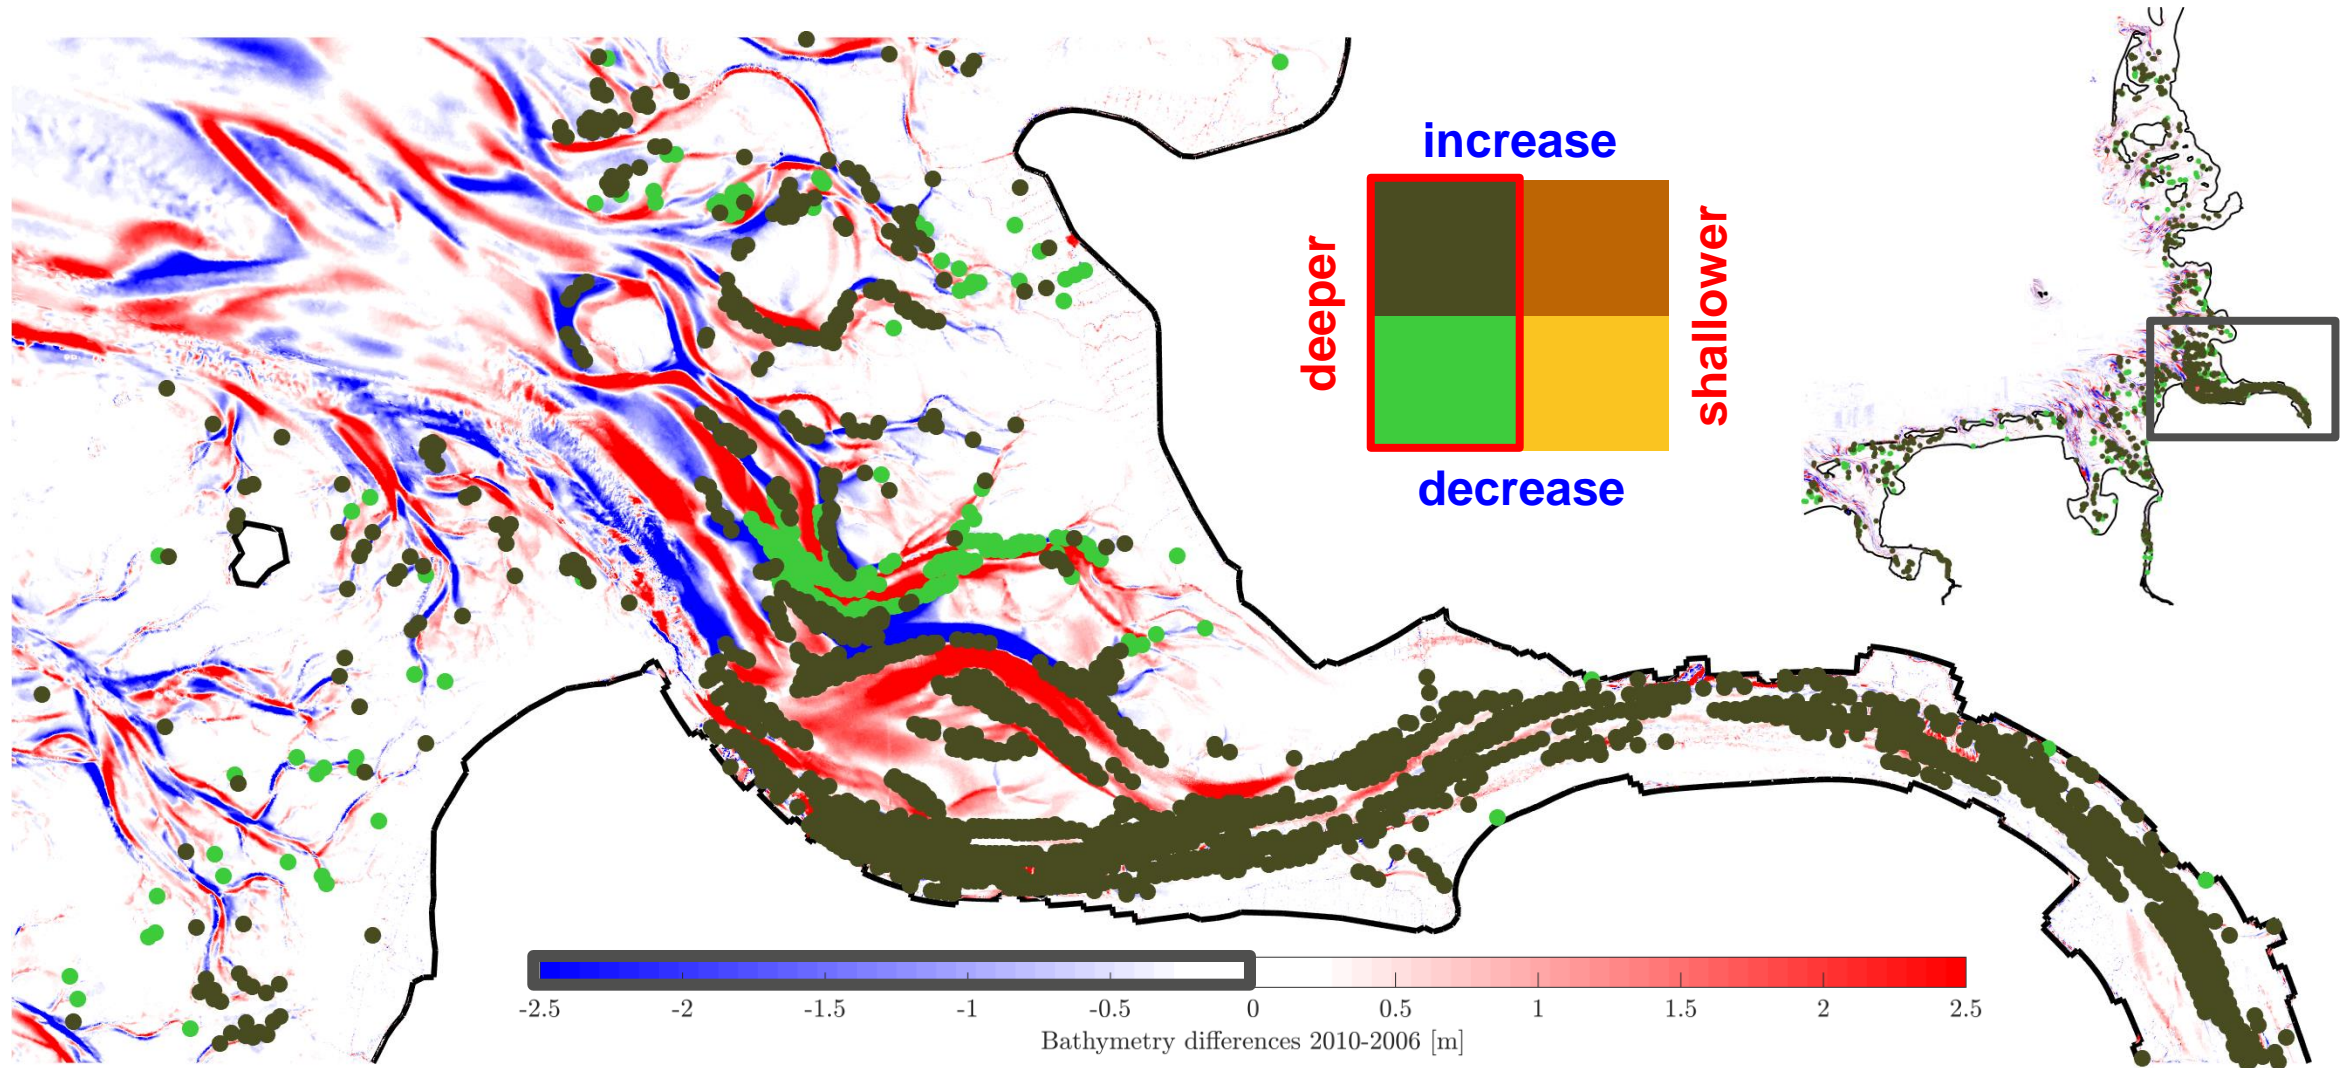 increase
deeper
shallower
decrease
-2.5 -2 -1.5 -1 -0.5 0 0.5 1 1.5 2 2.5
Bathymetry differences 2010-2006 [m]